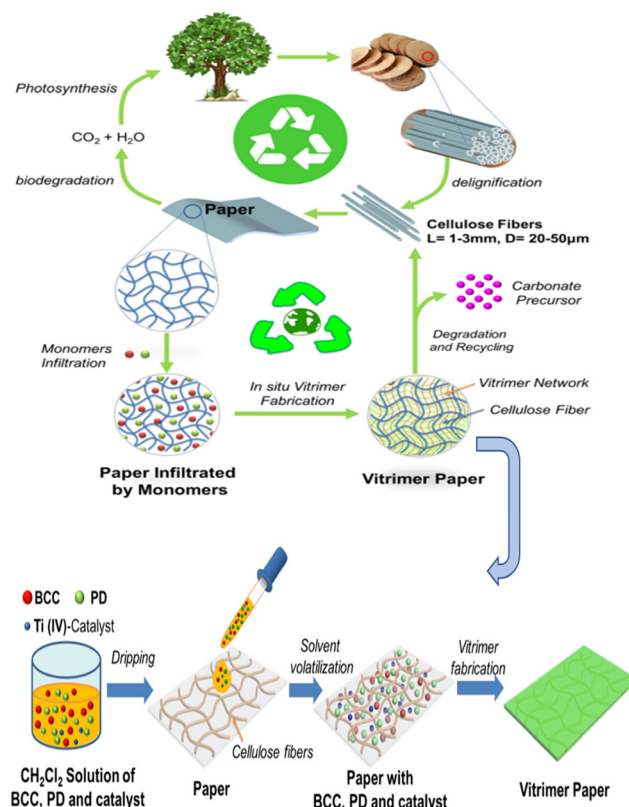 Photosynthesis
CO₂ + H₂O
biodegradation
delignification
Paper
Cellulose Fibers
L= 1-3mm, D= 20-50µm
Carbonate
Precursor
Degradation
and Recycling
Monomers
Infiltration
In situ Vitrimer
Fabrication
Vitrimer Network
Cellulose Fiber
Paper Infiltrated
by Monomers
Vitrimer Paper
BCC PD
Ti (IV)-Catalyst
Dripping
Solvent
volatilization
Vitrimer
fabrication
Cellulose fibers
CH₂Cl₂ Solution of
BCC, PD and catalyst
Paper
Paper with
BCC, PD and catalyst
Vitrimer Paper